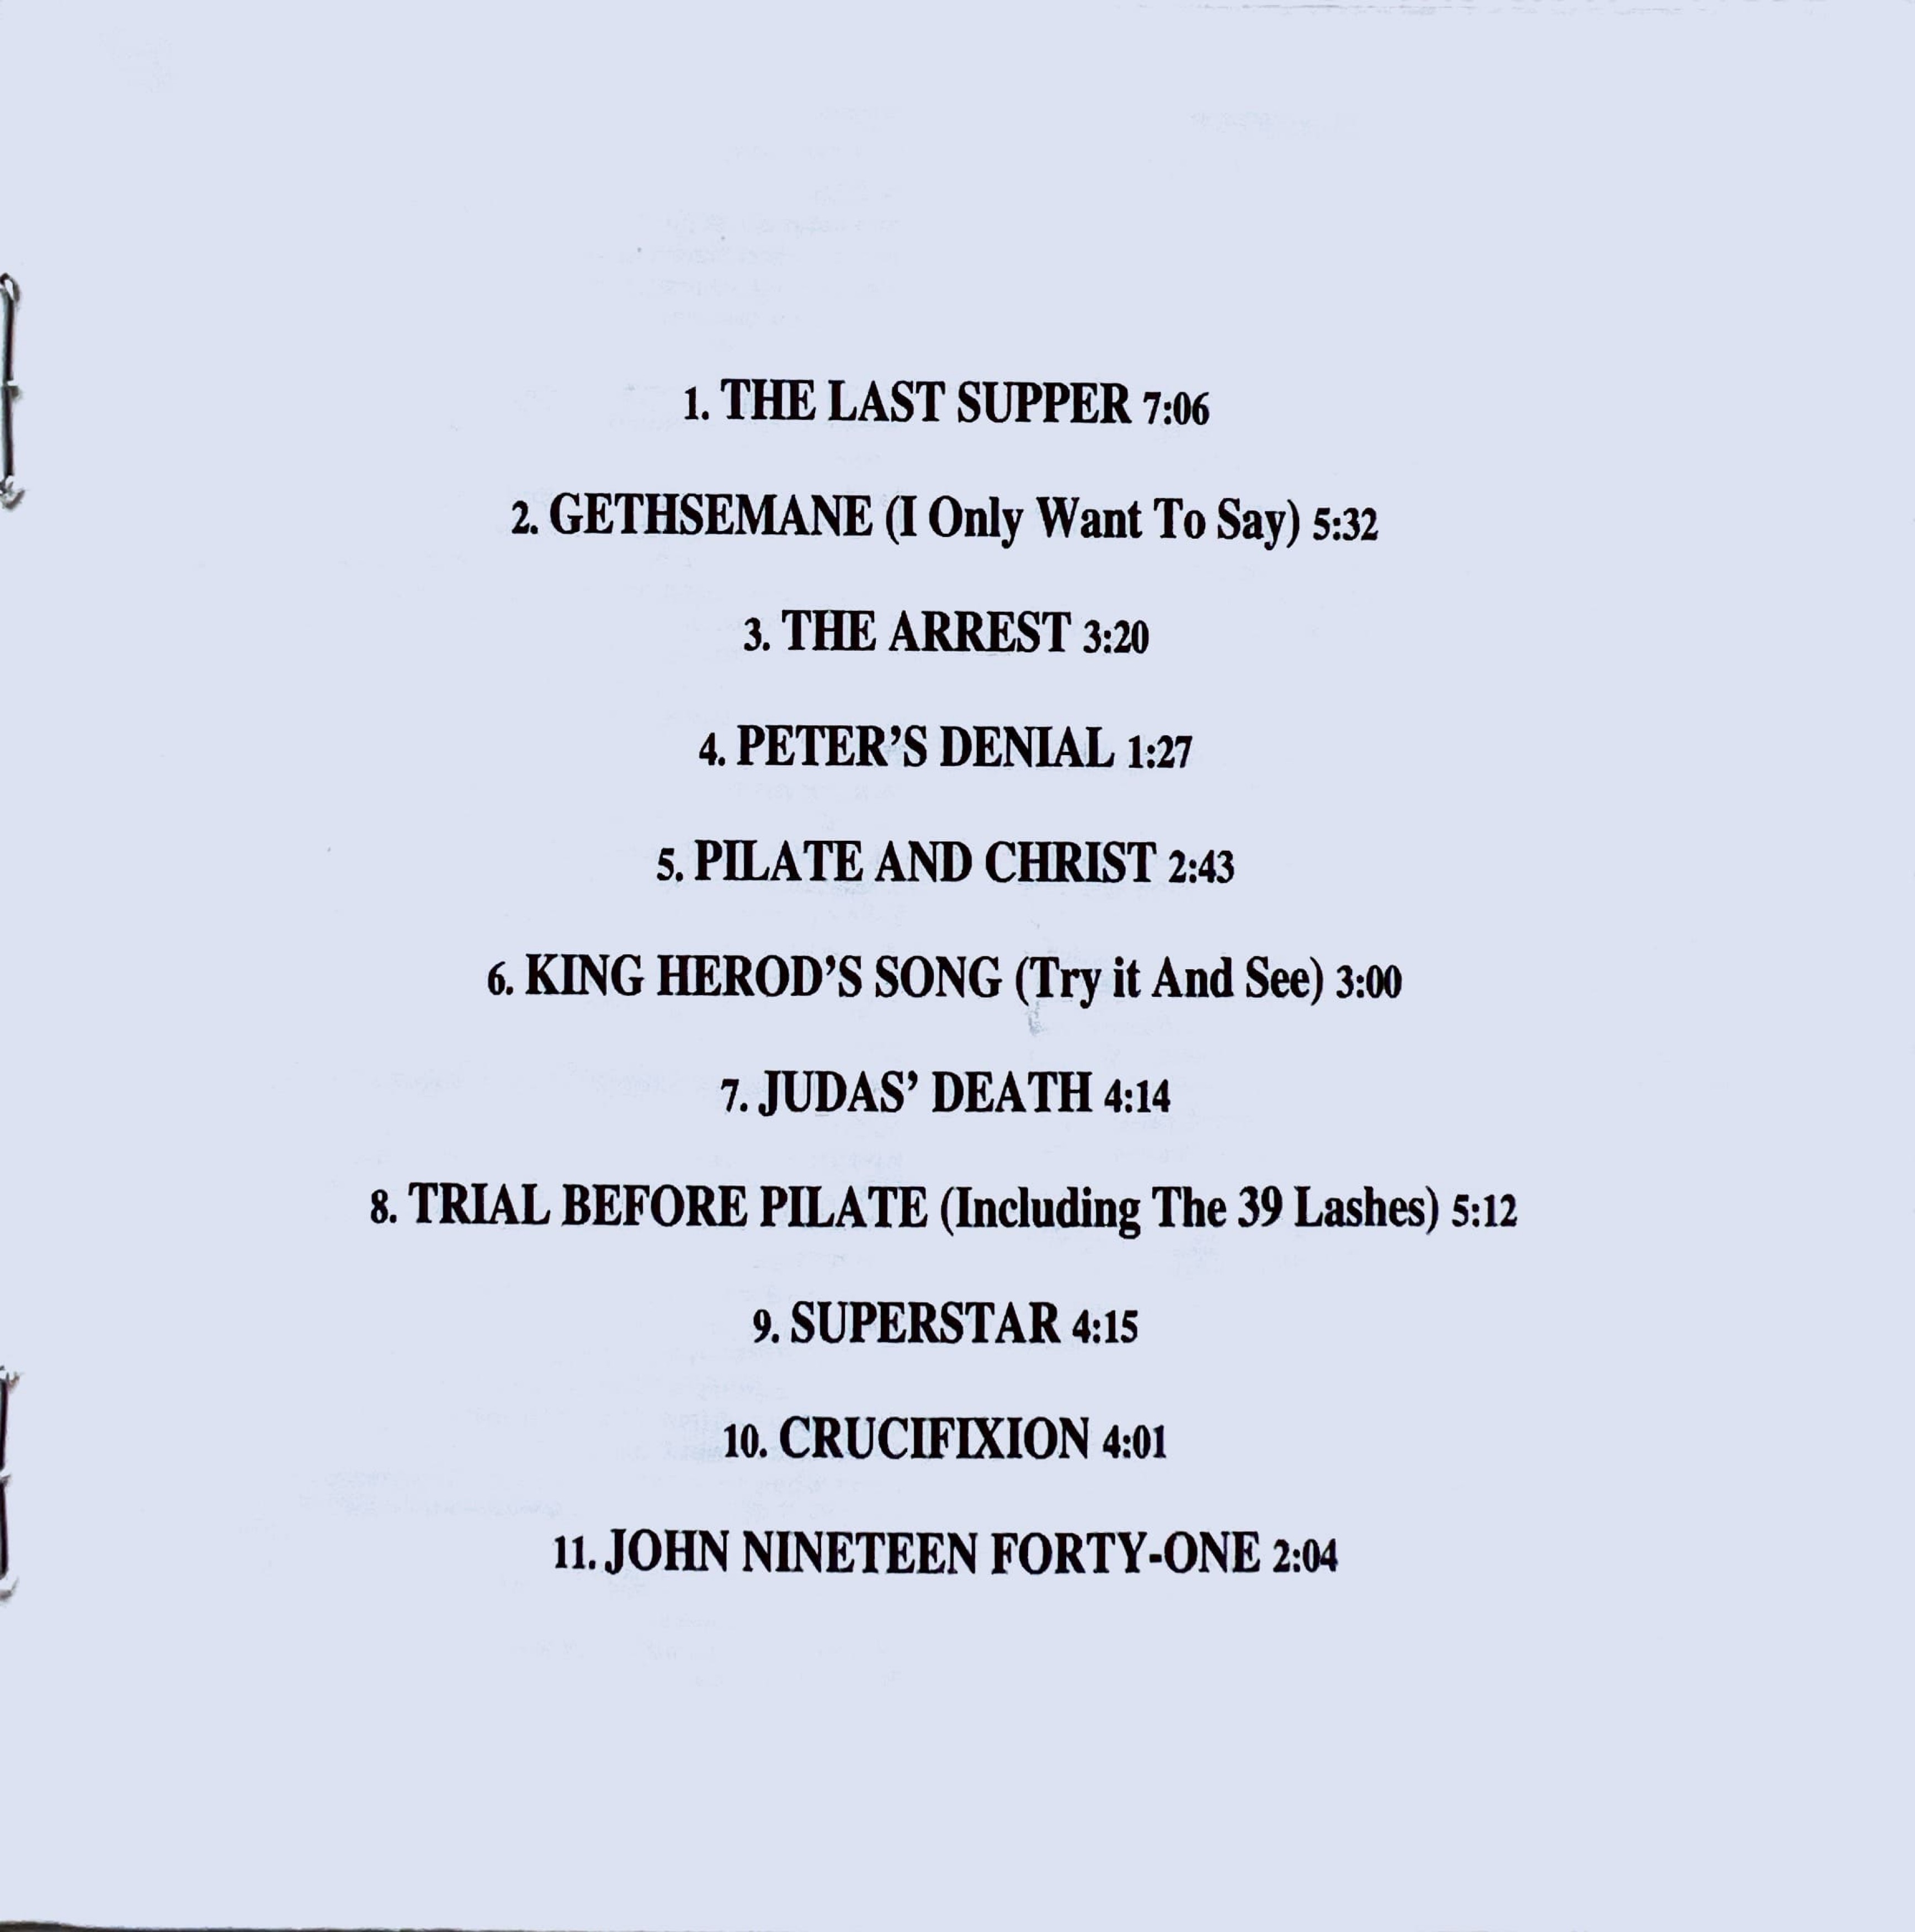 1. THE LAST SUPPER 7:06
2. GETHSEMANE (I Only Want To Say) 5:32
3. THE ARREST 3:20
4. PETER’S DENIAL 1:27
5. PILATE AND CHRIST 2:43
6. KING HEROD’S SONG (Try it And See) 3:00
7. JUDAS’ DEATH 4:14
8. TRIAL BEFORE PILATE (Including The 39 Lashes) 5:12
9. SUPERSTAR 4:15
10. CRUCIFIXION 4:01
11. JOHN NINETEEN FORTY-ONE 2:04